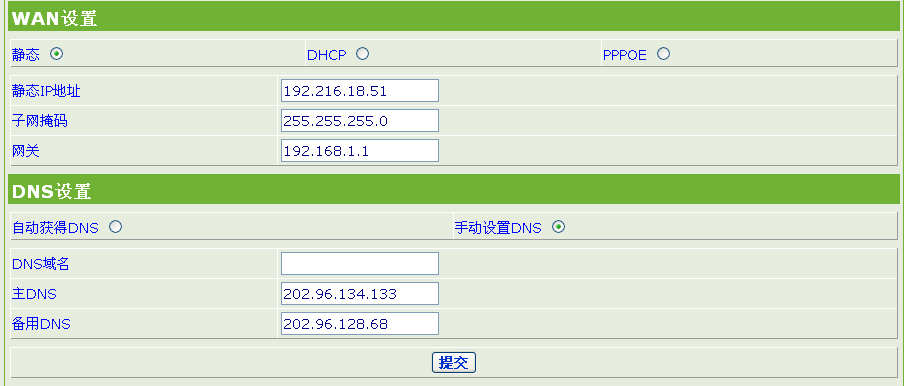 WAN设置
静态 DHCP PPPOE
静态IP地址 192.216.18.51
子网掩码 255.255.255.0
网关 192.168.1.1
DNS设置
自动获得DNS 手动设置DNS
DNS域名
主DNS 202.96.134.133
备用DNS 202.96.128.68
提交